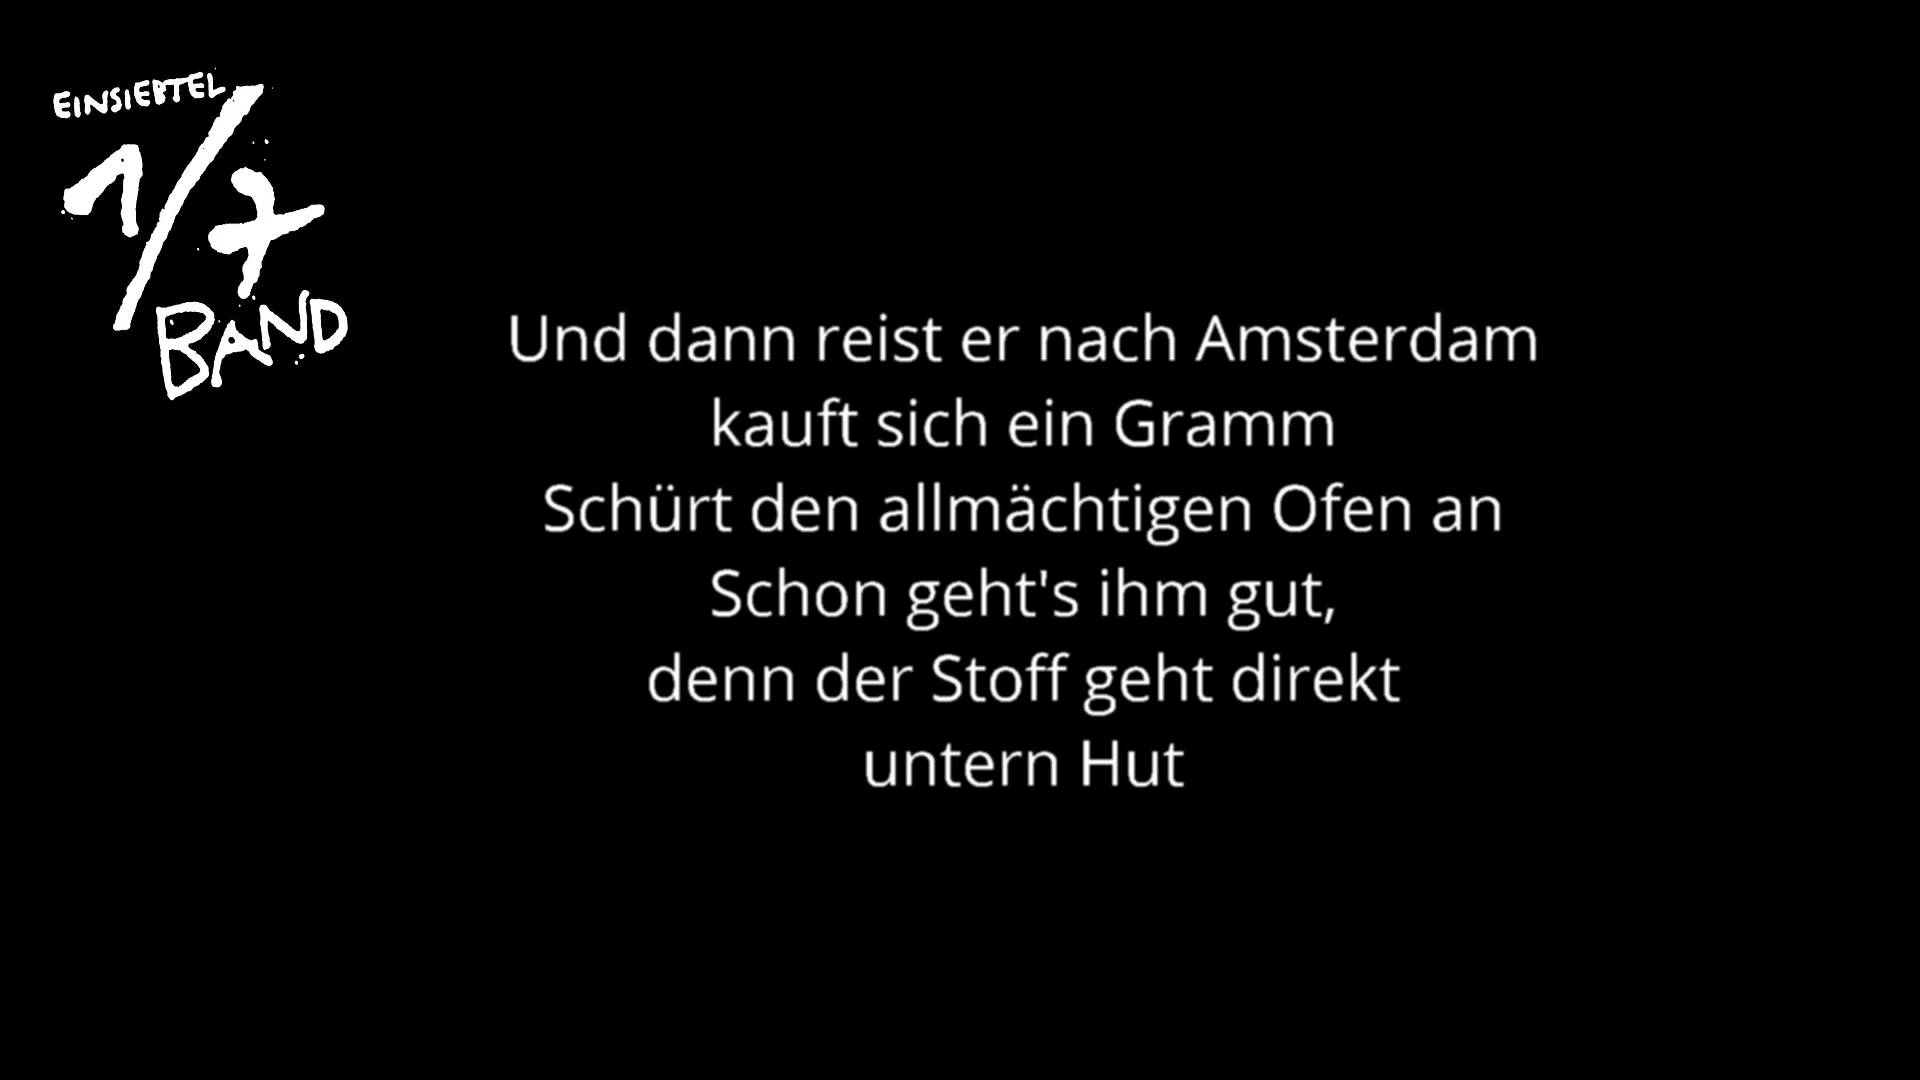 EINSIEBTEL
1/7
BAND
Und dann reist er nach Amsterdam
kauft sich ein Gramm
Schürt den allmächtigen Ofen an
Schon geht's ihm gut,
denn der Stoff geht direkt
untern Hut